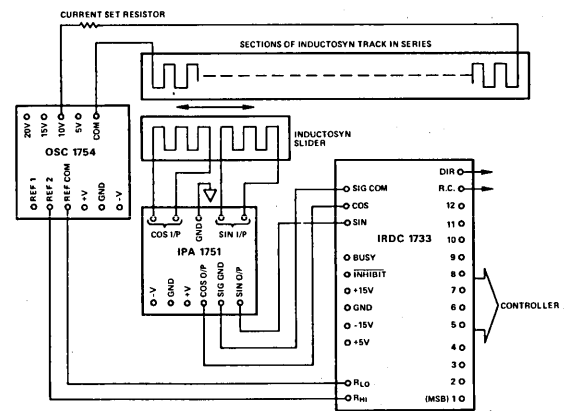 CURRENT SET RESISTOR
SECTIONS OF INDUCTOSYN TRACK IN SERIES
20V
15V
10V
5V
COM
OSC 1754
REF 1
REF 2
REF COM
+V
GND
-V
INDUCTOSYN
SLIDER
COS I/P
GND
SIN I/P
IPA 1751
-V
GND
+V
COS O/P
SIG GND
SIN O/P
SIG COM
COS
SIN
IRDC 1733
BUSY
INHIBIT
+15V
GND
-15V
+5V
RLO
RHI
DIR
R.C.
12
11
10
9
8
7
6
5
4
3
2
(MSB) 1
CONTROLLER